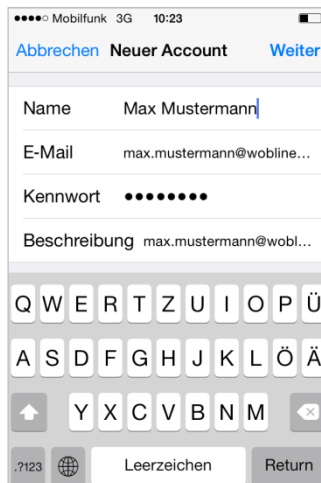 Mobilfunk 3G 10:23
Abbrechen Neuer Account Weiter
Name Max Mustermann
E-Mail max.mustermann@wobline...
Kennwort ●●●●●●●●
Beschreibung max.mustermann@wobl...
Q W E R T Z U I O P Ü
A S D F G H J K L Ö Ä
Y X C V B N M
.?123 Leerzeichen Return